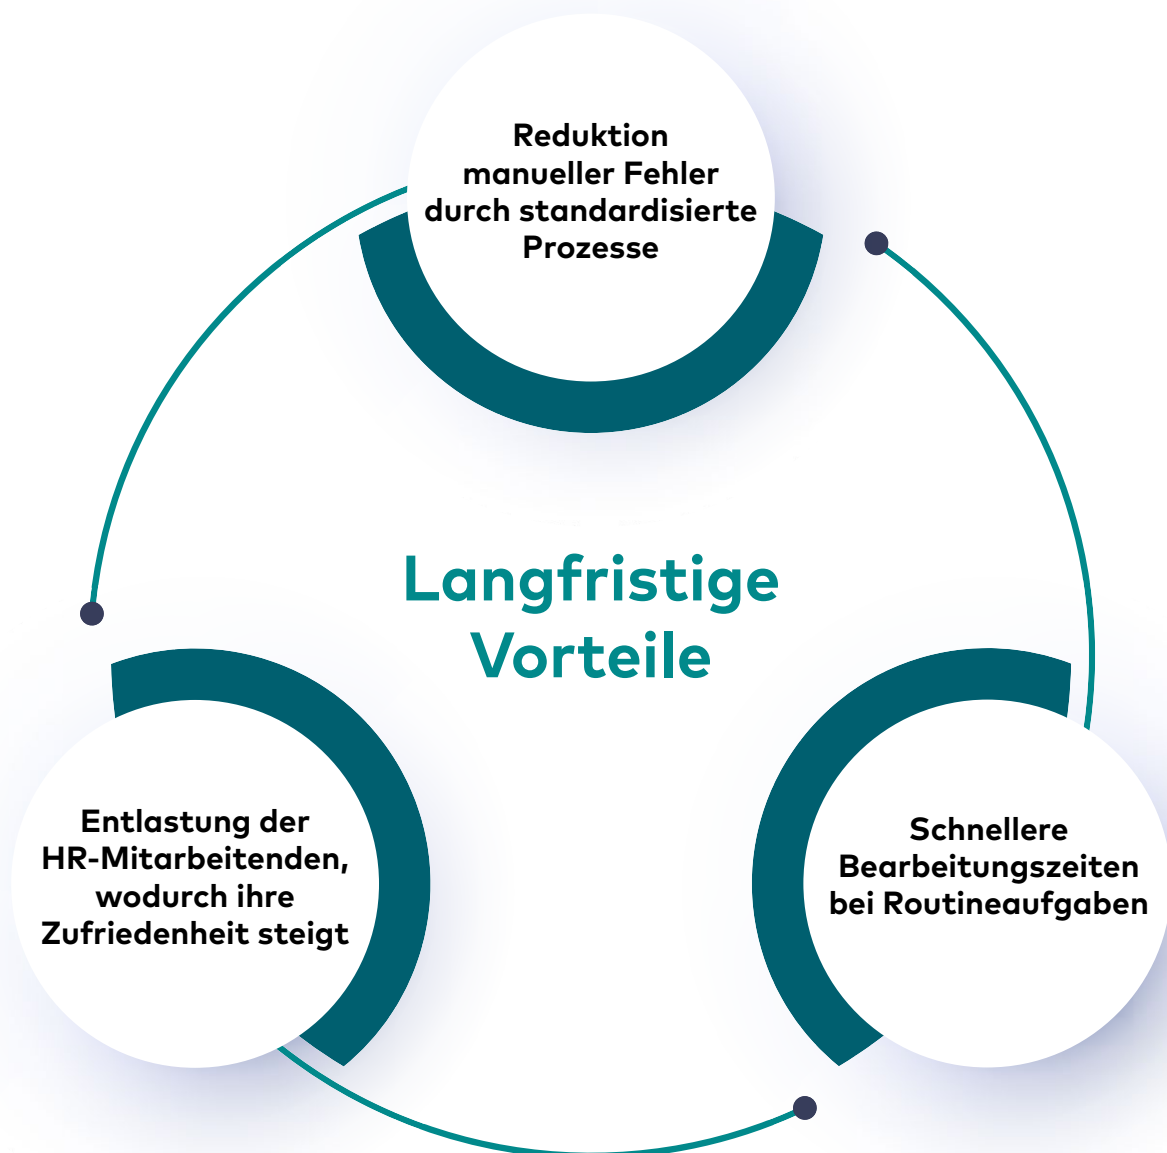 Reduktion
manueller Fehler
durch standardisierte
Prozesse
Langfristige
Vorteile
Entlastung der
HR-Mitarbeitenden,
wodurch ihre
Zufriedenheit steigt
Schnellere
Bearbeitungszeiten
bei Routineaufgaben